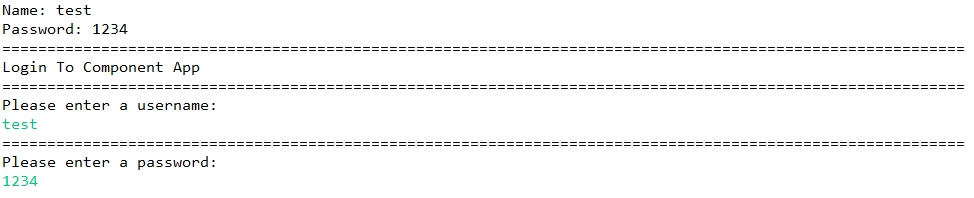 Name: test
Password: 1234
===========================================================================================================
Login To Component App
===========================================================================================================
Please enter a username:
test
===========================================================================================================
Please enter a password:
1234